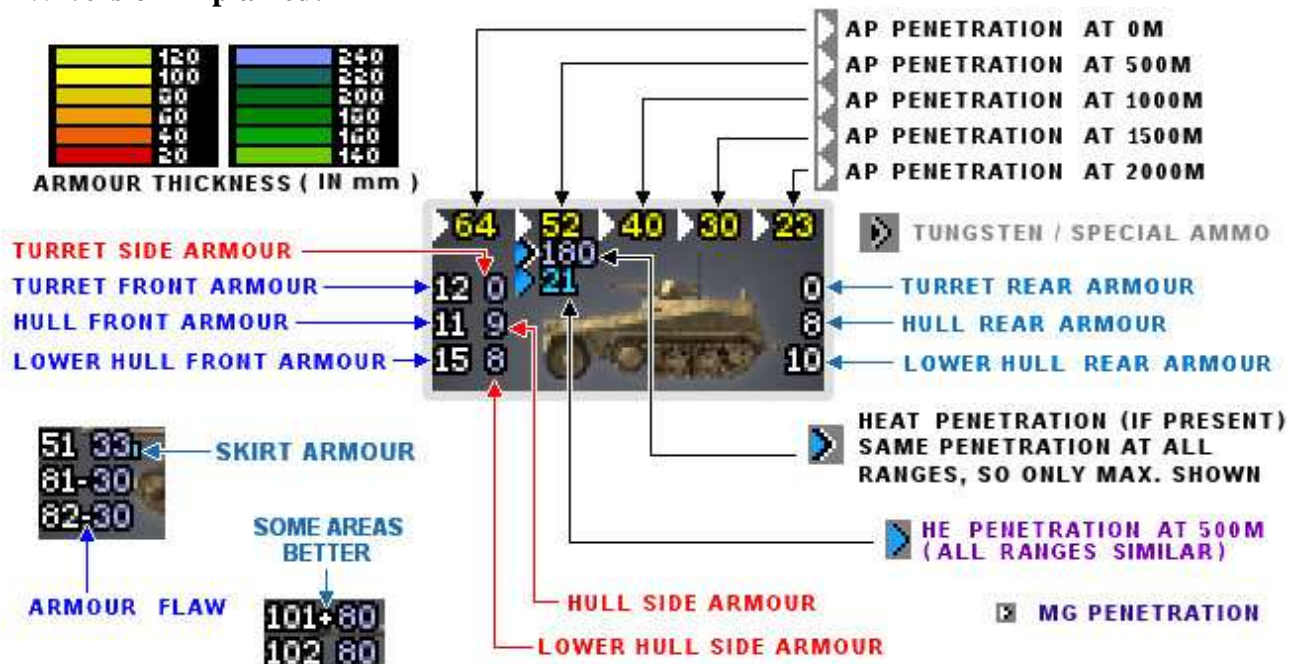 AP PENETRATION AT 0M
AP PENETRATION AT 500M
AP PENETRATION AT 1000M
AP PENETRATION AT 1500M
AP PENETRATION AT 2000M
120 240
100 220
80 200
60 180
40 160
20 140
ARMOUR THICKNESS ( IN mm )
64 52 40 30 23
180
21
TUNGSTEN / SPECIAL AMMO
TURRET SIDE ARMOUR
TURRET FRONT ARMOUR 12 0 0 TURRET REAR ARMOUR
HULL FRONT ARMOUR 11 9 8 HULL REAR ARMOUR
LOWER HULL FRONT ARMOUR 15 8 10 LOWER HULL REAR ARMOUR
HEAT PENETRATION (IF PRESENT)
SAME PENETRATION AT ALL
RANGES, SO ONLY MAX. SHOWN
51 33 SKIRT ARMOUR
81-30
82-30
ARMOUR FLAW
SOME AREAS
BETTER
101+80
102 80
HE PENETRATION AT 500M
(ALL RANGES SIMILAR)
HULL SIDE ARMOUR
LOWER HULL SIDE ARMOUR
MG PENETRATION